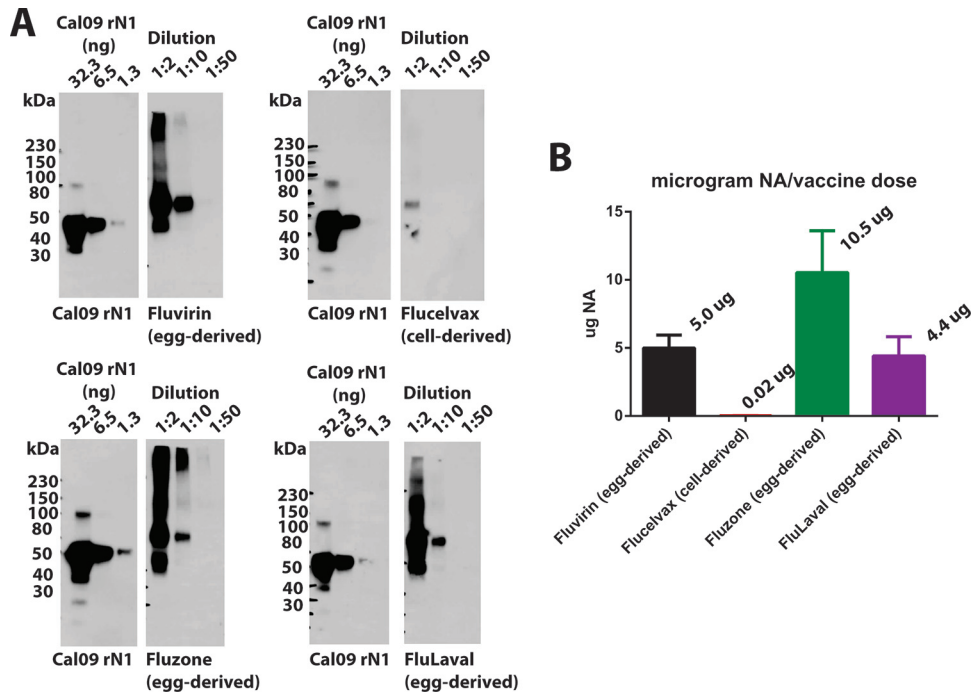 A
Cal09 rN1
(ng)
32.3 6.5 1.3
Dilution
1:2 1:10 1:50
kDa
230
150
100
80
50
40
30
Cal09 rN1
Fluvirin
(egg-derived)
Cal09 rN1
(ng)
32.3 6.5 1.3
Dilution
1:2 1:10 1:50
kDa
230
150
100
80
50
40
30
Cal09 rN1
Flucelvax
(cell-derived)
Cal09 rN1
(ng)
32.3 6.5 1.3
Dilution
1:2 1:10 1:50
kDa
230
150
100
80
50
40
30
Cal09 rN1
Fluzone
(egg-derived)
Cal09 rN1
(ng)
32.3 6.5 1.3
Dilution
1:2 1:10 1:50
kDa
230
150
100
80
50
40
30
Cal09 rN1
FluLaval
(egg-derived)
B
microgram NA/vaccine dose
ug NA
15
10
5
0
5.0 ug
0.02 ug
10.5 ug
4.4 ug
Fluvirin (egg-derived)
Flucelvax (cell-derived)
Fluzone (egg-derived)
FluLaval (egg-derived)